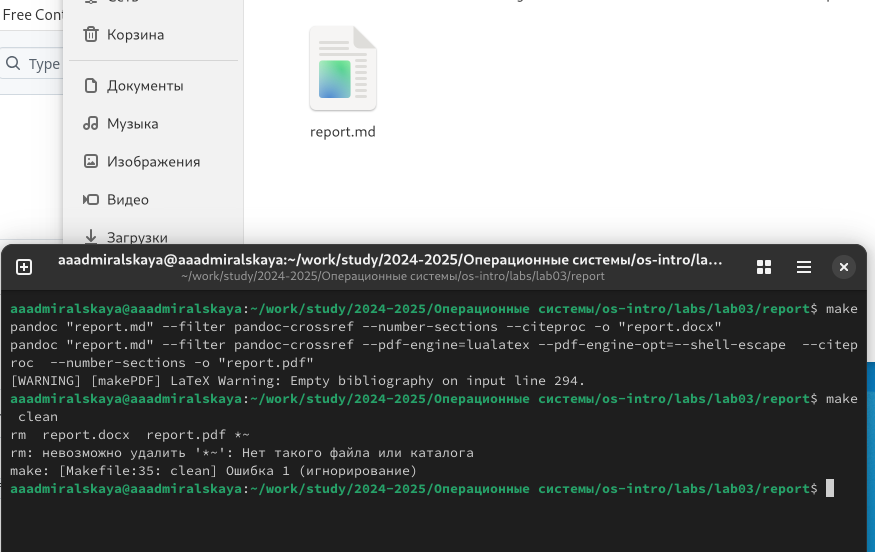 Free Cont
Сеть
Корзина
Type
Документы
Музыка
Изображения
Видео
Загрузки
report.md
aaadmiralskaya@aaadmiralskaya:~/work/study/2024-2025/Операционные системы/os-intro/la...
~/work/study/2024-2025/Операционные системы/os-intro/labs/lab03/report
aaadmiralskaya@aaadmiralskaya:~/work/study/2024-2025/Операционные системы/os-intro/labs/lab03/report$ make
pandoc "report.md" --filter pandoc-crossref --number-sections --citeproc -o "report.docx"
pandoc "report.md" --filter pandoc-crossref --pdf-engine=lualatex --pdf-engine-opt=--shell-escape  --citep
roc  --number-sections -o "report.pdf"
[WARNING] [makePDF] LaTeX Warning: Empty bibliography on input line 294.
aaadmiralskaya@aaadmiralskaya:~/work/study/2024-2025/Операционные системы/os-intro/labs/lab03/report$ make
 clean
rm  report.docx  report.pdf *~
rm: невозможно удалить '*~': Нет такого файла или каталога
make: [Makefile:35: clean] Ошибка 1 (игнорирование)
aaadmiralskaya@aaadmiralskaya:~/work/study/2024-2025/Операционные системы/os-intro/labs/lab03/report$